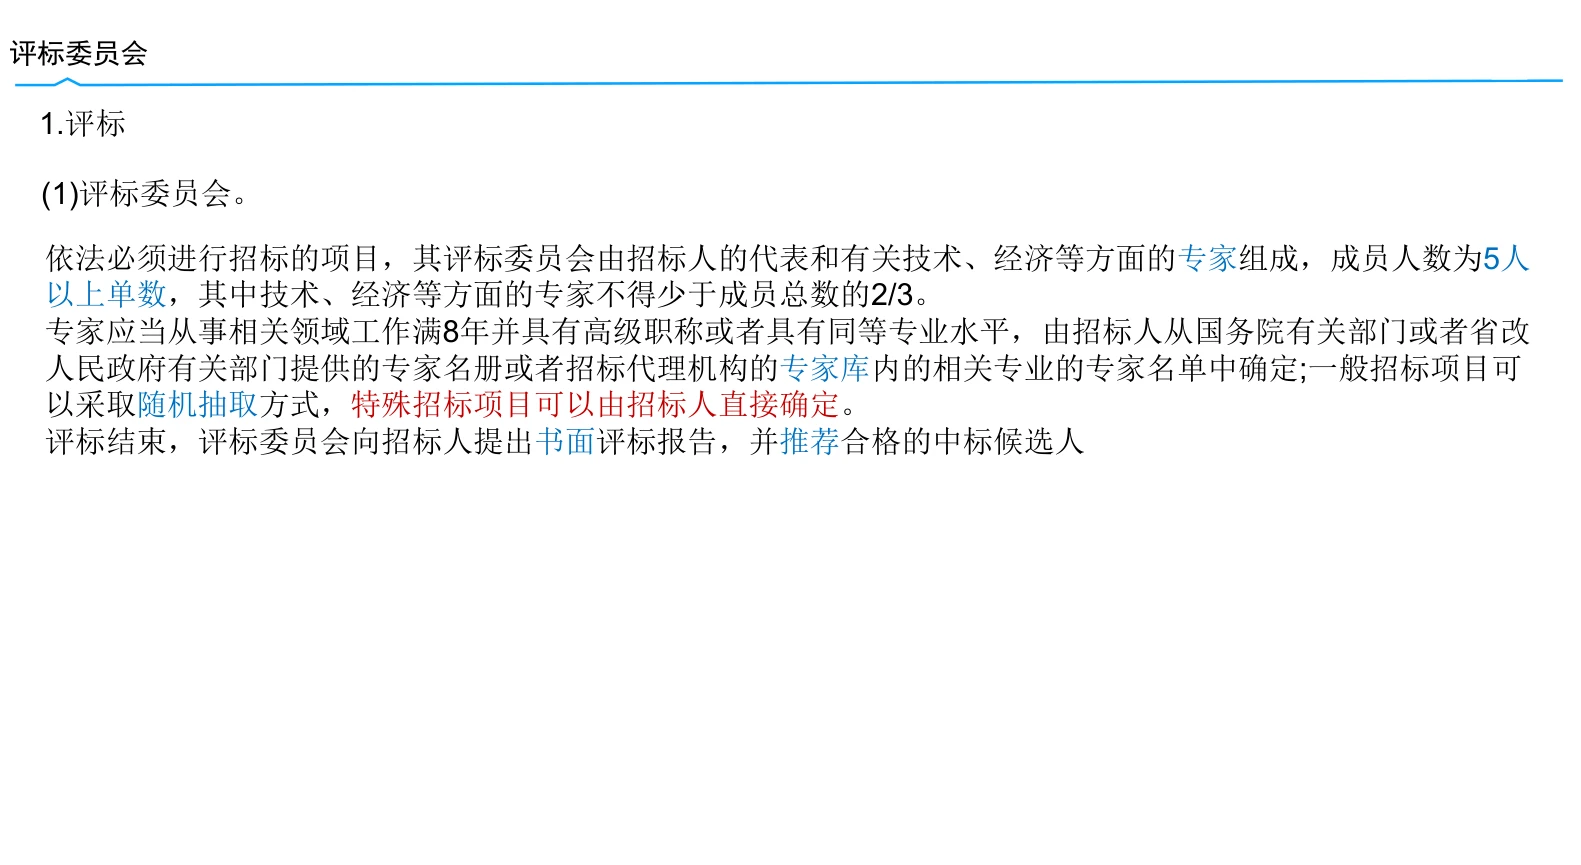 评标委员会
1.评标
(1)评标委员会。
依法必须进行招标的项目，其评标委员会由招标人的代表和有关技术、经济等方面的专家组成，成员人数为5人
以上单数，其中技术、经济等方面的专家不得少于成员总数的2/3。
专家应当从事相关领域工作满8年并具有高级职称或者具有同等专业水平，由招标人从国务院有关部门或者省改
人民政府有关部门提供的专家名册或者招标代理机构的专家库内的相关专业的专家名单中确定;一般招标项目可
以采取随机抽取方式，特殊招标项目可以由招标人直接确定。
评标结束，评标委员会向招标人提出书面评标报告，并推荐合格的中标候选人